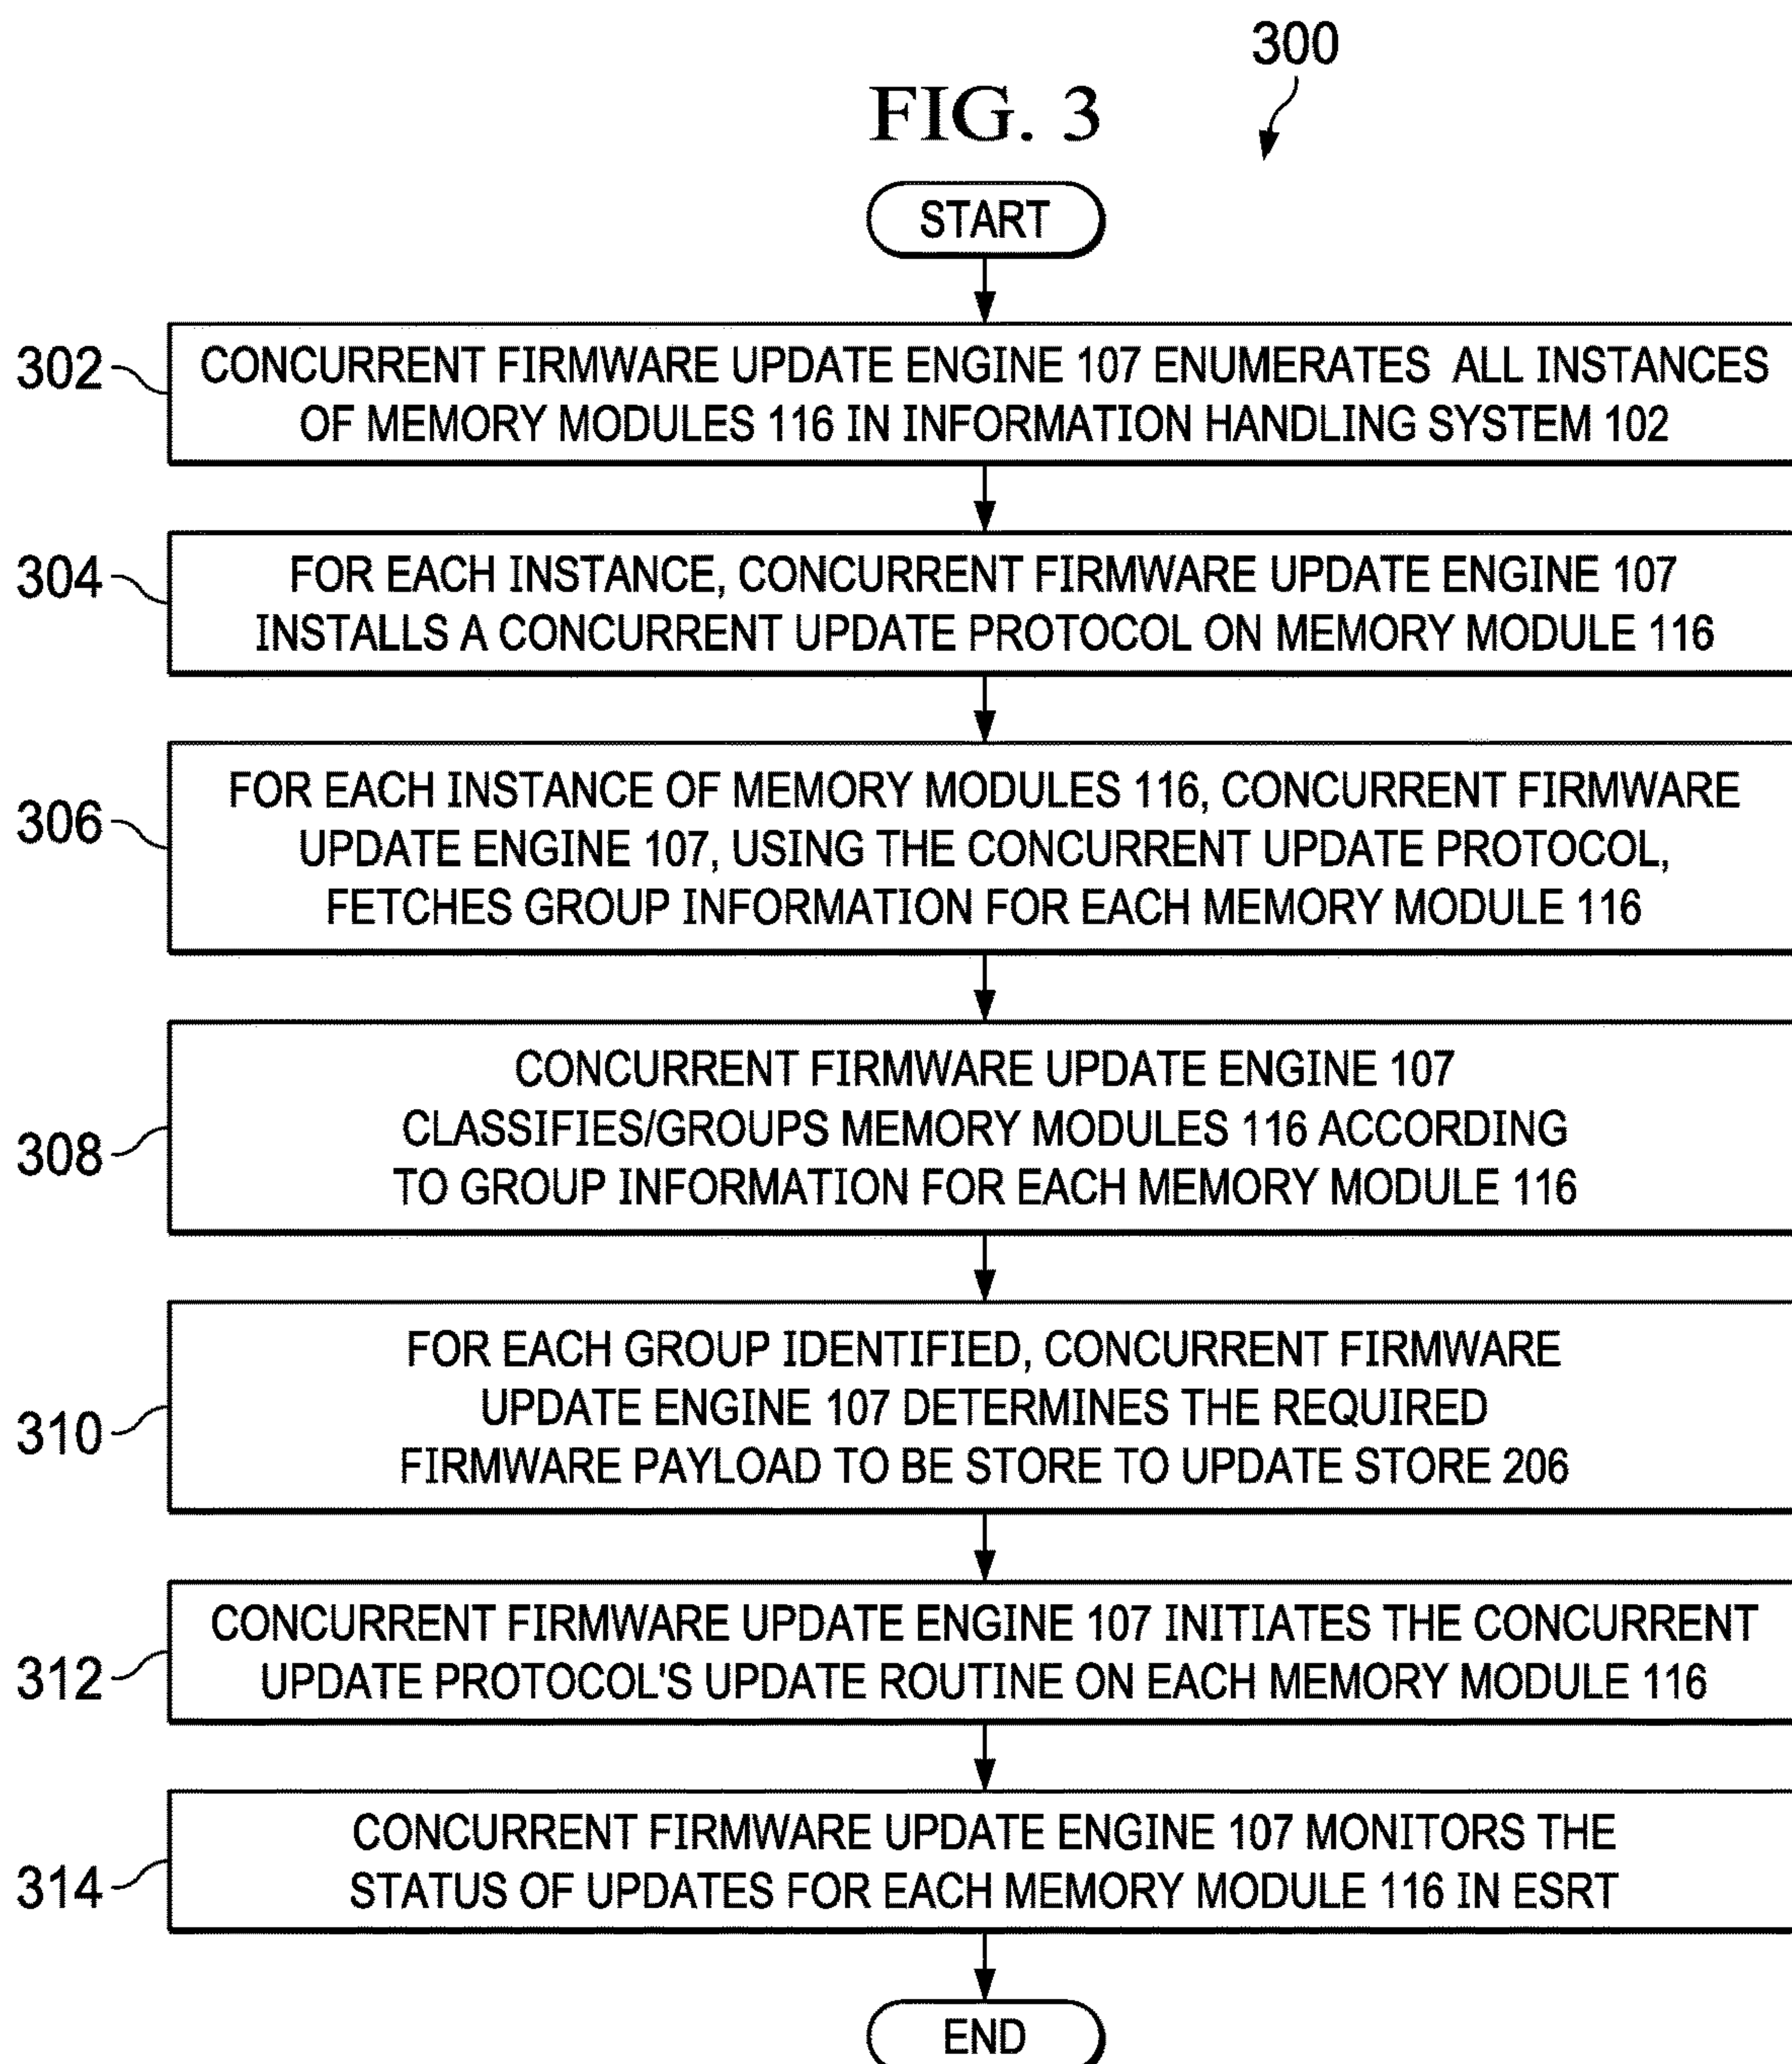 300
FIG. 3
START
302
CONCURRENT FIRMWARE UPDATE ENGINE 107 ENUMERATES ALL INSTANCES
OF MEMORY MODULES 116 IN INFORMATION HANDLING SYSTEM 102
304
FOR EACH INSTANCE, CONCURRENT FIRMWARE UPDATE ENGINE 107
INSTALLS A CONCURRENT UPDATE PROTOCOL ON MEMORY MODULE 116
306
FOR EACH INSTANCE OF MEMORY MODULES 116, CONCURRENT FIRMWARE
UPDATE ENGINE 107, USING THE CONCURRENT UPDATE PROTOCOL,
FETCHES GROUP INFORMATION FOR EACH MEMORY MODULE 116
308
CONCURRENT FIRMWARE UPDATE ENGINE 107
CLASSIFIES/GROUPS MEMORY MODULES 116 ACCORDING
TO GROUP INFORMATION FOR EACH MEMORY MODULE 116
310
FOR EACH GROUP IDENTIFIED, CONCURRENT FIRMWARE
UPDATE ENGINE 107 DETERMINES THE REQUIRED
FIRMWARE PAYLOAD TO BE STORE TO UPDATE STORE 206
312
CONCURRENT FIRMWARE UPDATE ENGINE 107 INITIATES THE CONCURRENT
UPDATE PROTOCOL'S UPDATE ROUTINE ON EACH MEMORY MODULE 116
314
CONCURRENT FIRMWARE UPDATE ENGINE 107 MONITORS THE
STATUS OF UPDATES FOR EACH MEMORY MODULE 116 IN ESRT
END